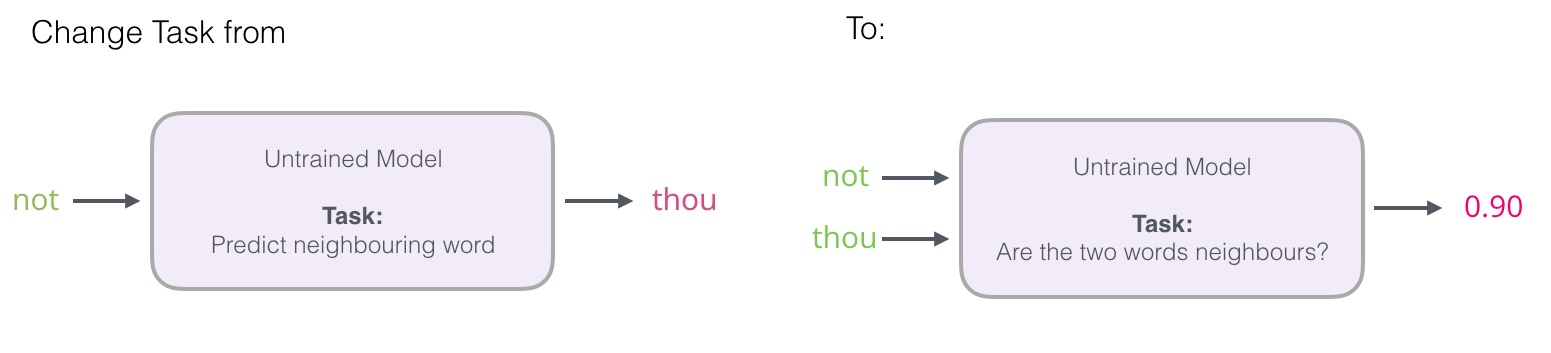 Change Task from
not
Untrained Model
Task:
Predict neighbouring word
thou
To:
not
thou
Untrained Model
Task:
Are the two words neighbours?
0.90